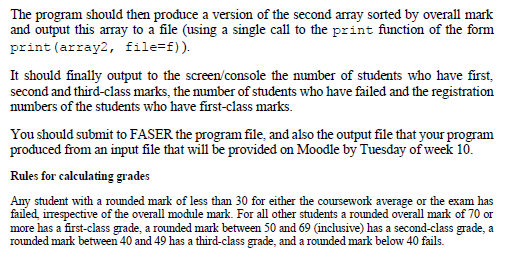 The program should then produce a version of the second array sorted by overall mark
and output this array to a file (using a single call to the print function of the form
print(array2, file=f)).
It should finally output to the screen/console the number of students who have first,
second and third-class marks, the number of students who have failed and the registration
numbers of the students who have first-class marks.
You should submit to FASER the program file, and also the output file that your program
produced from an input file that will be provided on Moodle by Tuesday of week 10.
Rules for calculating grades
Any student with a rounded mark of less than 30 for either the coursework average or the exam has
failed, irrespective of the overall module mark. For all other students a rounded overall mark of 70 or
more has a first-class grade, a rounded mark between 50 and 69 (inclusive) has a second-class grade, a
rounded mark between 40 and 49 has a third-class grade, and a rounded mark below 40 fails.